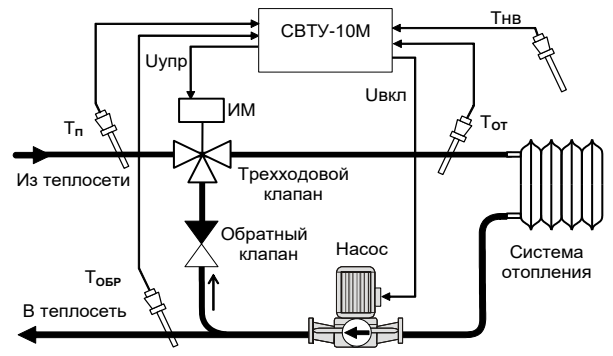 СВТУ-10М
Тнв
Uупр
Uвкл
ИМ
ТП
ТОТ
Из теплосети
Трехходовой
клапан
Обратный
клапан
Насос
Система
отопления
ТОБР
В теплосеть